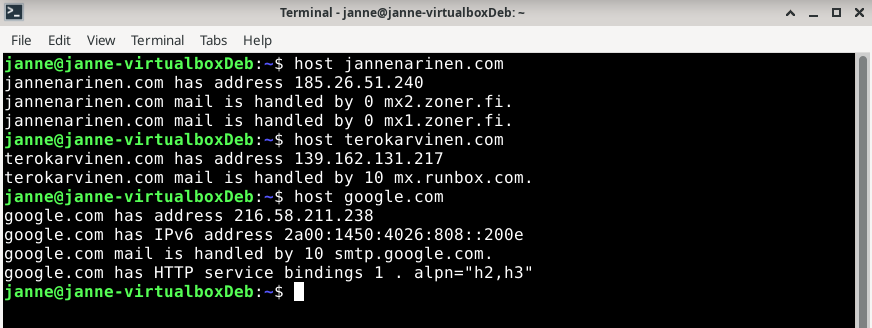 Terminal - janne@janne-virtualboxDeb: ~
File Edit View Terminal Tabs Help
janne@janne-virtualboxDeb:~$ host jannenarinen.com
jannenarinen.com has address 185.26.51.240
jannenarinen.com mail is handled by 0 mx2.zoner.fi.
jannenarinen.com mail is handled by 0 mx1.zoner.fi.
janne@janne-virtualboxDeb:~$ host terokarvinen.com
terokarvinen.com has address 139.162.131.217
terokarvinen.com mail is handled by 10 mx.runbox.com.
janne@janne-virtualboxDeb:~$ host google.com
google.com has address 216.58.211.238
google.com has IPv6 address 2a00:1450:4026:808::200e
google.com mail is handled by 10 smtp.google.com.
google.com has HTTP service bindings 1 . alpn="h2,h3"
janne@janne-virtualboxDeb:~$